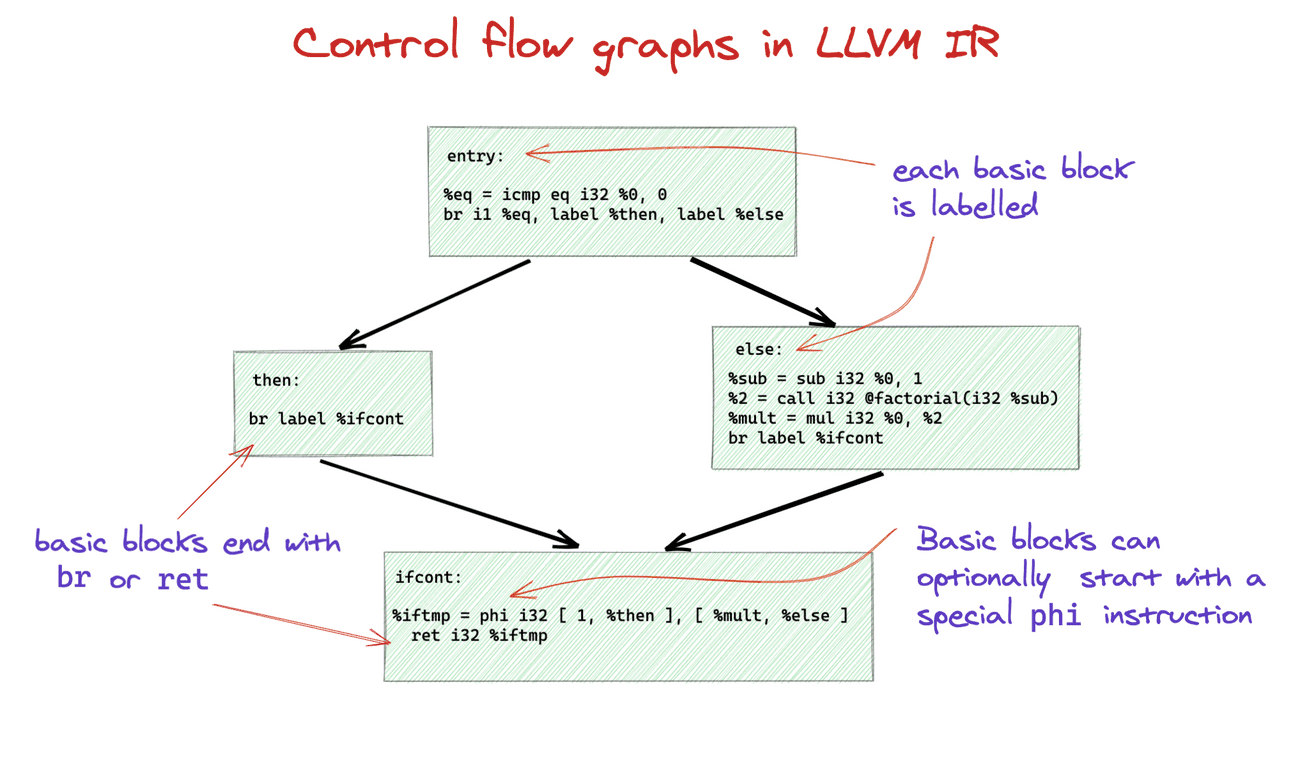 Control flow graphs in LLVM IR
entry:
%eq = icmp eq i32 %0, 0
br i1 %eq, label %then, label %else
each basic block
is labelled
then:
br label %ifcont
else:
%sub = sub i32 %0, 1
%2 = call i32 @factorial(i32 %sub)
%mult = mul i32 %0, %2
br label %ifcont
basic blocks end with
br or ret
ifcont:
%iftmp = phi i32 [ 1, %then ], [ %mult, %else ]
ret i32 %iftmp
Basic blocks can
optionally start with a
special phi instruction